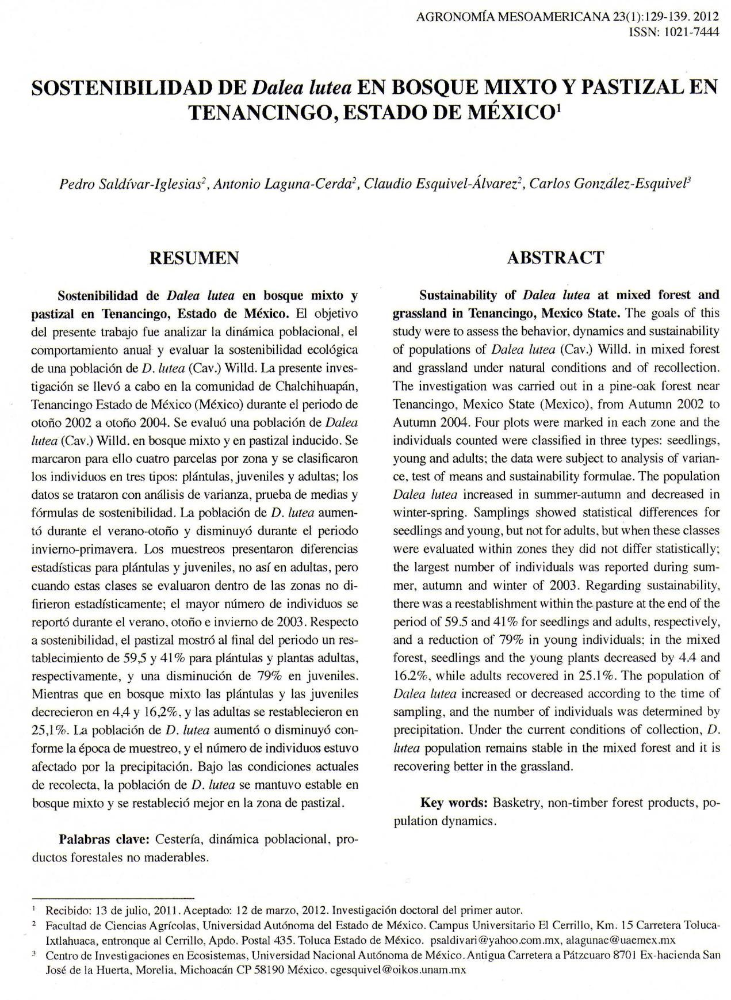 AGRONOMÍA MESOAMERICANA 23(1):129-139. 2012
ISSN: 1021-7444
SOSTENIBILIDAD DE Dalea lutea EN BOSQUE MIXTO Y PASTIZAL EN
TENANCINGO, ESTADO DE MÉXICO¹
Pedro Saldívar-Iglesias², Antonio Laguna-Cerda², Claudio Esquivel-Álvarez², Carlos González-Esquivel³
RESUMEN
Sostenibilidad de Dalea lutea en bosque mixto y
pastizal en Tenancingo, Estado de México. El objetivo
del presente trabajo fue analizar la dinámica poblacional, el
comportamiento anual y evaluar la sostenibilidad ecológica
de una población de D. lutea (Cav.) Willd. La presente inves-
tigación se llevó a cabo en la comunidad de Chalchihuapán,
Tenancingo Estado de México (México) durante el periodo de
otoño 2002 a otoño 2004. Se evaluó una población de Dalea
lutea (Cav.) Willd. en bosque mixto y en pastizal inducido. Se
marcaron para ello cuatro parcelas por zona y se clasificaron
los individuos en tres tipos: plántulas, juveniles y adultas; los
datos se trataron con análisis de varianza, prueba de medias y
fórmulas de sostenibilidad. La población de D. lutea aumen-
tó durante el verano-otoño y disminuyó durante el periodo
invierno-primavera. Los muestreos presentaron diferencias
estadísticas para plántulas y juveniles, no así en adultas, pero
cuando estas clases se evaluaron dentro de las zonas no di-
firieron estadísticamente; el mayor número de individuos se
reportó durante el verano, otoño e invierno de 2003. Respecto
a sostenibilidad, el pastizal mostró al final del periodo un res-
tablecimiento de 59,5 y 41% para plántulas y plantas adultas,
respectivamente, y una disminución de 79% en juveniles.
Mientras que en bosque mixto las plántulas y las juveniles
decrecieron en 4,4 y 16,2%, y las adultas se restablecieron en
25,1%. La población de D. lutea aumentó o disminuyó con-
forme la época de muestreo, y el número de individuos estuvo
afectado por la precipitación. Bajo las condiciones actuales
de recolecta, la población de D. lutea se mantuvo estable en
bosque mixto y se restableció mejor en la zona de pastizal.
Palabras clave: Cestería, dinámica poblacional, pro-
ductos forestales no maderables.
ABSTRACT
Sustainability of Dalea lutea at mixed forest and
grassland in Tenancingo, Mexico State. The goals of this
study were to assess the behavior, dynamics and sustainability
of populations of Dalea lutea (Cav.) Willd. in mixed forest
and grassland under natural conditions and of recollection.
The investigation was carried out in a pine-oak forest near
Tenancingo, Mexico State (Mexico), from Autumn 2002 to
Autumn 2004. Four plots were marked in each zone and the
individuals counted were classified in three types: seedlings,
young and adults; the data were subject to analysis of varian-
ce, test of means and sustainability formulae. The population
Dalea lutea increased in summer-autumn and decreased in
winter-spring. Samplings showed statistical differences for
seedlings and young, but not for adults, but when these classes
were evaluated within zones they did not differ statistically;
the largest number of individuals was reported during sum-
mer, autumn and winter of 2003. Regarding sustainability,
there was a reestablishment within the pasture at the end of the
period of 59.5 and 41% for seedlings and adults, respectively,
and a reduction of 79% in young individuals; in the mixed
forest, seedlings and the young plants decreased by 4.4 and
16.2%, while adults recovered in 25.1%. The population of
Dalea lutea increased or decreased according to the time of
sampling, and the number of individuals was determined by
precipitation. Under the current conditions of collection, D.
lutea population remains stable in the mixed forest and it is
recovering better in the grassland.
Key words: Basketry, non-timber forest products, po-
pulation dynamics.
¹ Recibido: 13 de julio, 2011. Aceptado: 12 de marzo, 2012. Investigación doctoral del primer autor.
² Facultad de Ciencias Agrícolas, Universidad Autónoma del Estado de México. Campus Universitario El Cerrillo, Km. 15 Carretera Toluca-
Ixtlahuaca, entronque al Cerrillo, Apdo. Postal 435. Toluca Estado de México. psaldivari@yahoo.com.mx, alagunac@uaemex.mx
³ Centro de Investigaciones en Ecosistemas, Universidad Nacional Autónoma de México. Antigua Carretera a Pátzcuaro 8701 Ex-hacienda San
José de la Huerta, Morelia, Michoacán CP 58190 México. cgesquivel@oikos.unam.mx